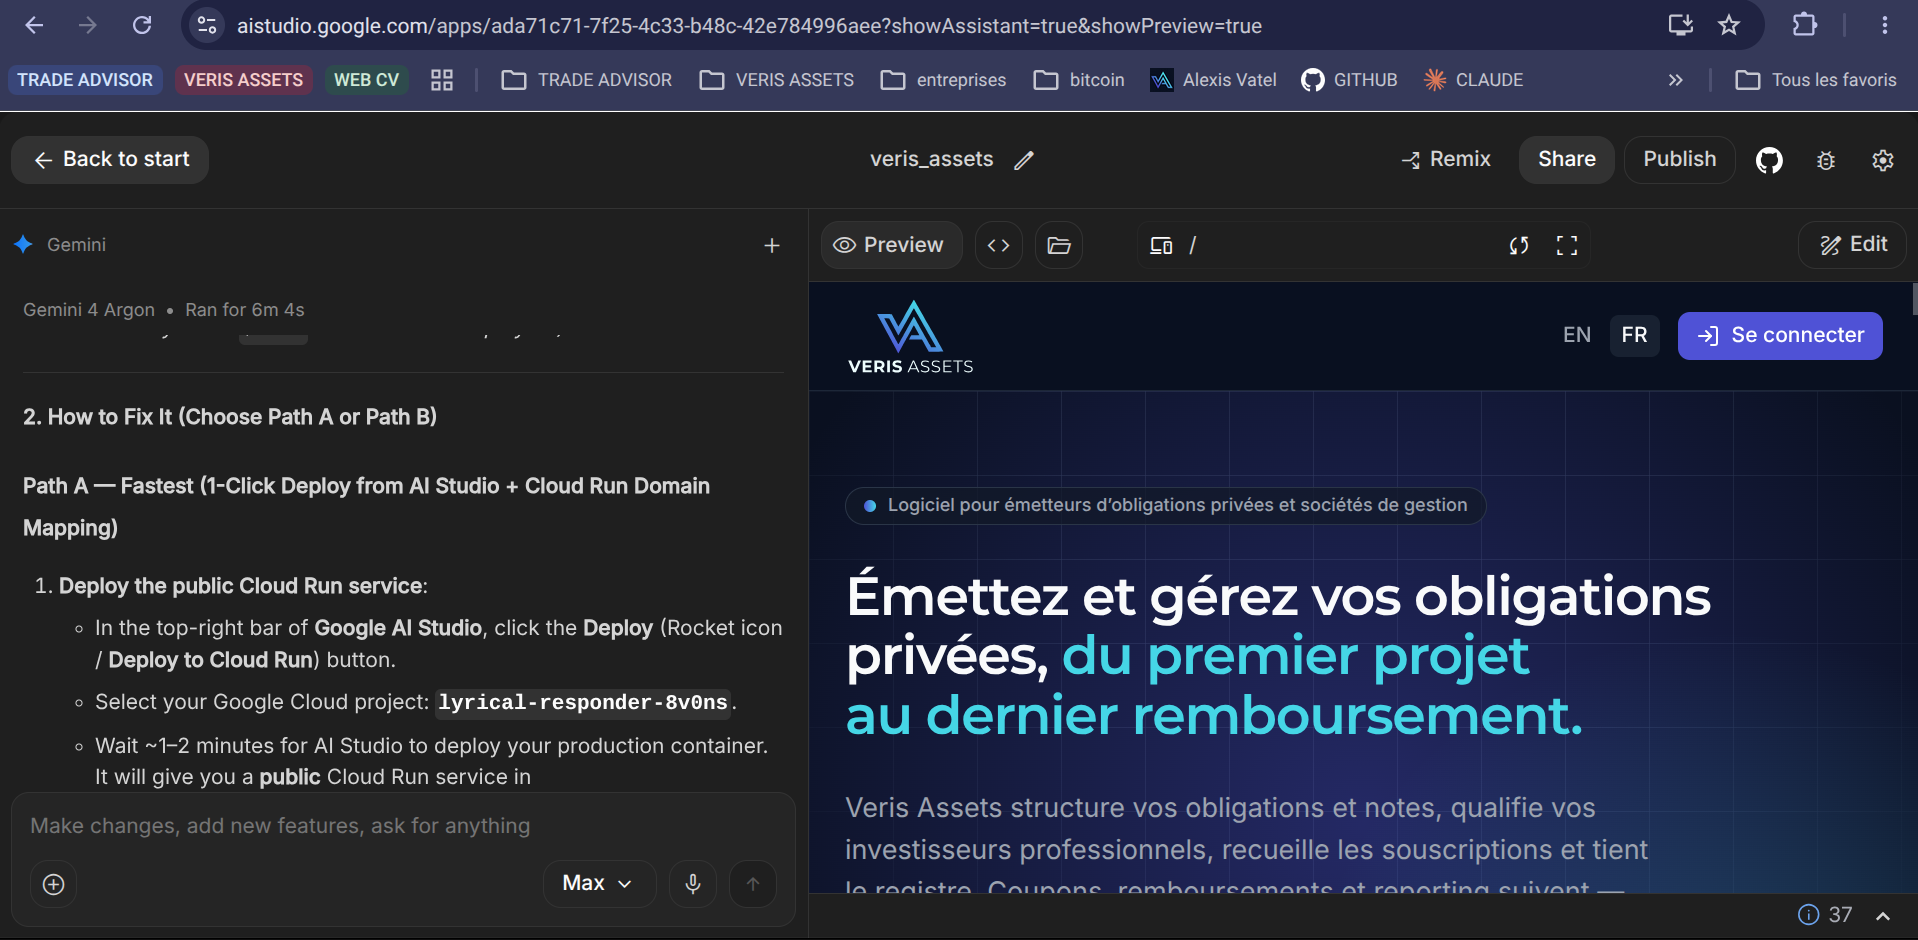 aistudio.google.com/apps/ada71c71-7f25-4c33-b48c-42e784996aee?showAssistant=true&showPreview=true
TRADE ADVISOR VERIS ASSETS WEB CV TRADE ADVISOR VERIS ASSETS entreprises bitcoin Alexis Vatel GITHUB CLAUDE » Tous les favoris
Back to start veris_assets Remix Share Publish
Gemini + Preview <> / Edit
Gemini 4 Argon • Ran for 6m 4s
2. How to Fix It (Choose Path A or Path B)
Path A — Fastest (1-Click Deploy from AI Studio + Cloud Run Domain
Mapping)
1. Deploy the public Cloud Run service:
In the top-right bar of Google AI Studio, click the Deploy (Rocket icon
/ Deploy to Cloud Run) button.
Select your Google Cloud project: lyrical-responder-8v0ns.
Wait ~1–2 minutes for AI Studio to deploy your production container.
It will give you a public Cloud Run service in
Make changes, add new features, ask for anything
Max
VERIS ASSETS
EN FR Se connecter
Logiciel pour émetteurs d’obligations privées et sociétés de gestion
Émettez et gérez vos obligations
privées, du premier projet
au dernier remboursement.
Veris Assets structure vos obligations et notes, qualifie vos
investisseurs professionnels, recueille les souscriptions et tient
le registre. Coupons, remboursements et reporting suivent —
37